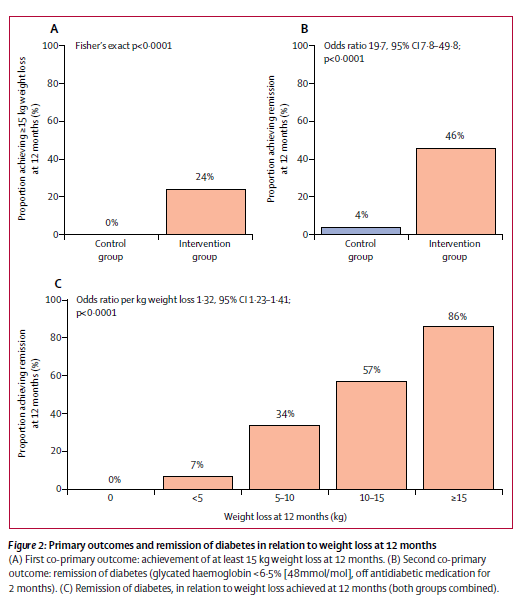 A
Fisher's exact p<0·0001
Proportion achieving ≥15 kg weight loss
at 12 months (%)
100
80
60
40
20
0
0%
24%
Control
group
Intervention
group
B
Odds ratio 19·7, 95% CI 7·8–49·8;
p<0·0001
Proportion achieving remission
at 12 months (%)
100
80
60
40
20
0
4%
46%
Control
group
Intervention
group
C
Odds ratio per kg weight loss 1·32, 95% CI 1·23–1·41;
p<0·0001
Proportion achieving remission
at 12 months (%)
100
80
60
40
20
0
0%
7%
34%
57%
86%
0
<5
5–10
10–15
≥15
Weight loss at 12 months (kg)
Figure 2: Primary outcomes and remission of diabetes in relation to weight loss at 12 months
(A) First co-primary outcome: achievement of at least 15 kg weight loss at 12 months. (B) Second co-primary
outcome: remission of diabetes (glycated haemoglobin <6·5% [48mmol/mol], off antidiabetic medication for
2 months). (C) Remission of diabetes, in relation to weight loss achieved at 12 months (both groups combined).